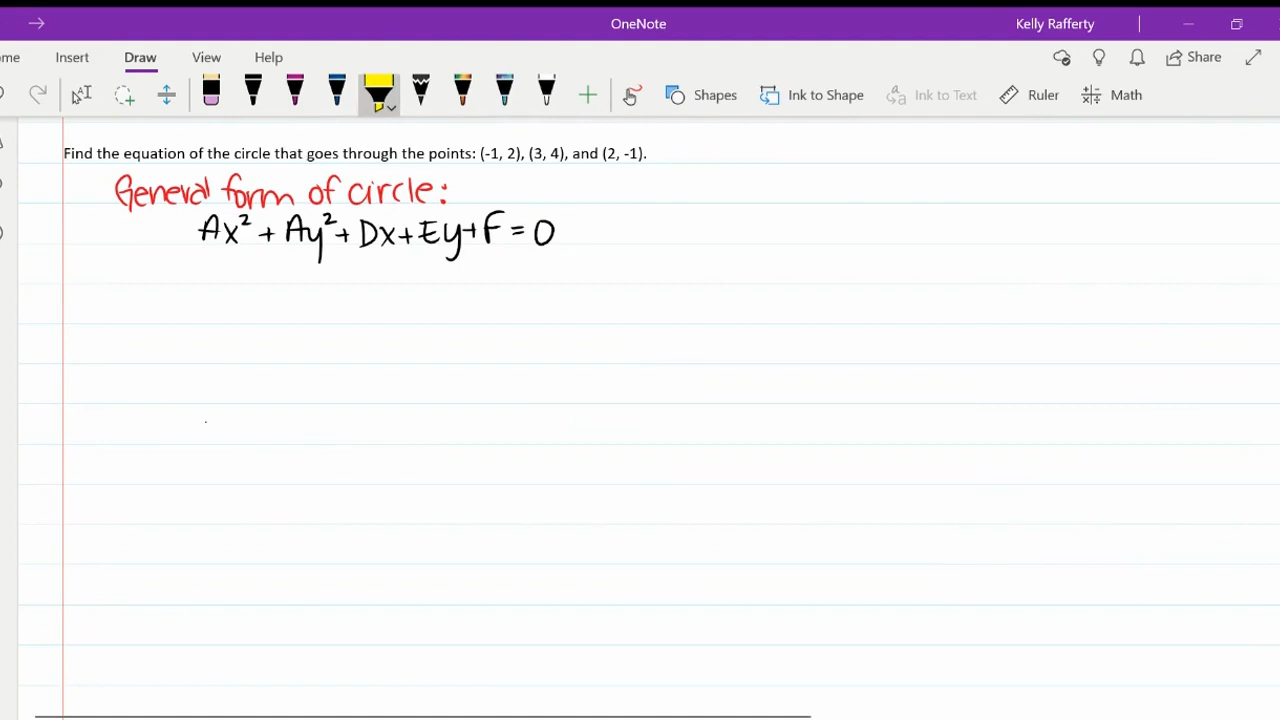 OneNote
Kelly Rafferty
ome Insert Draw View Help Share
Shapes Ink to Shape Ink to Text Ruler Math
Find the equation of the circle that goes through the points: (-1, 2), (3, 4), and (2, -1).
General form of circle:
Ax² + Ay² + Dx + Ey + F = 0